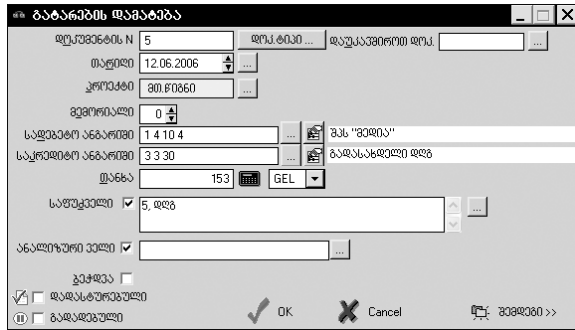 გატარების დამატება
დოკუმენტის N 5 დოკ.ტიპი ... დაუკავშიროთ დოკ. ...
თარიღი 12.06.2006 ...
პროექტი მთ.წიგნი ...
მემორიალი 0
სადებეტო ანგარიში 1 4 10 4 ... შპს "მედია"
საკრედიტო ანგარიში 3 3 30 ... გადასახდელი დღგ
თანხა 153 GEL
საფუძველი 5, დღგ ...
ანალიზური ველი ...
ბეჭდვა
დადასტურებული
გადადებული
OK Cancel შემდეგი >>